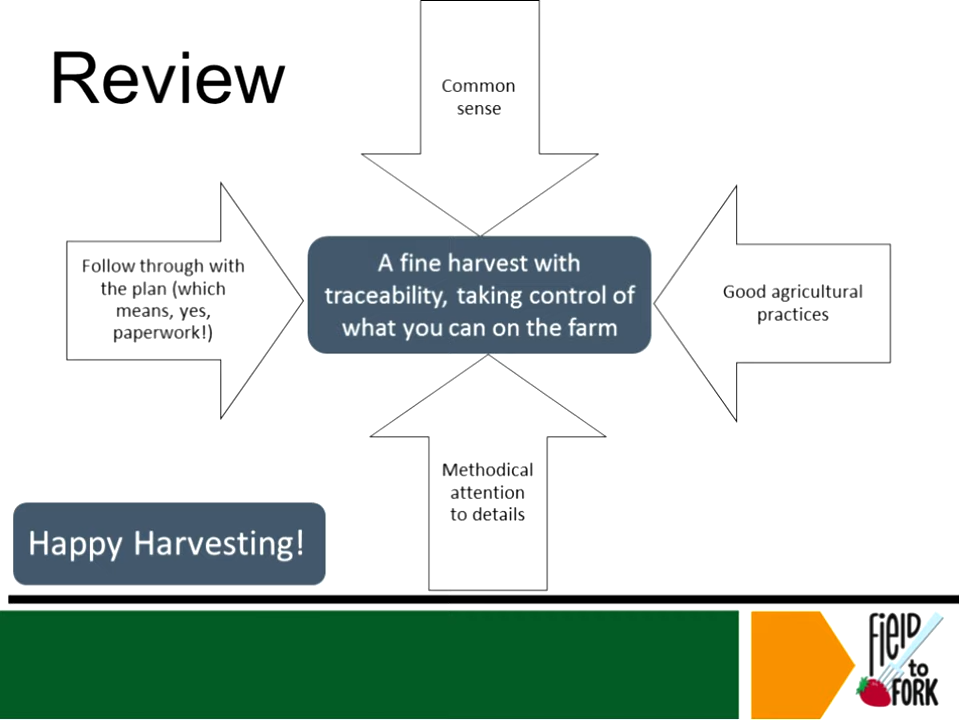 Review
Common
sense
Follow through with
the plan (which
means, yes,
paperwork!)
A fine harvest with
traceability, taking control of
what you can on the farm
Good agricultural
practices
Methodical
attention
to details
Happy Harvesting!
FiELD
to
FORK